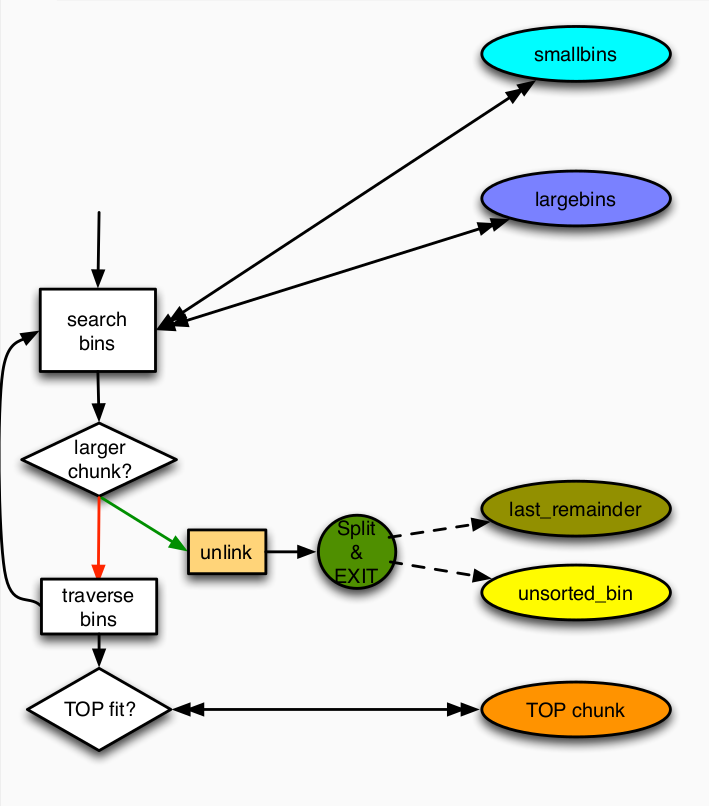 smallbins
largebins
search
bins
larger
chunk?
last_remainder
Split
&
EXIT
unlink
unsorted_bin
traverse
bins
TOP fit?
TOP chunk